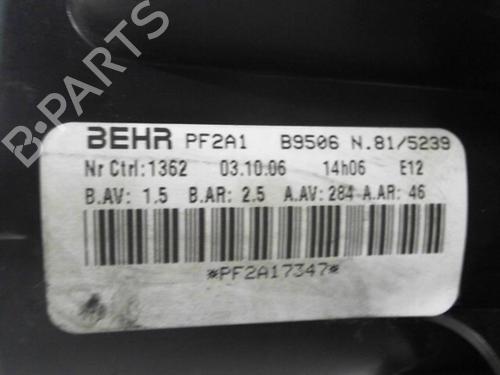 B-PARTS
BEHR PF2A1 B9506 N.81/5239
Nr Ctrl:1362 03.10.06 14h06 E12
B.AV: 1.5 B.AR: 2.5 A.AV: 284 A.AR: 46
*PF2A17347*